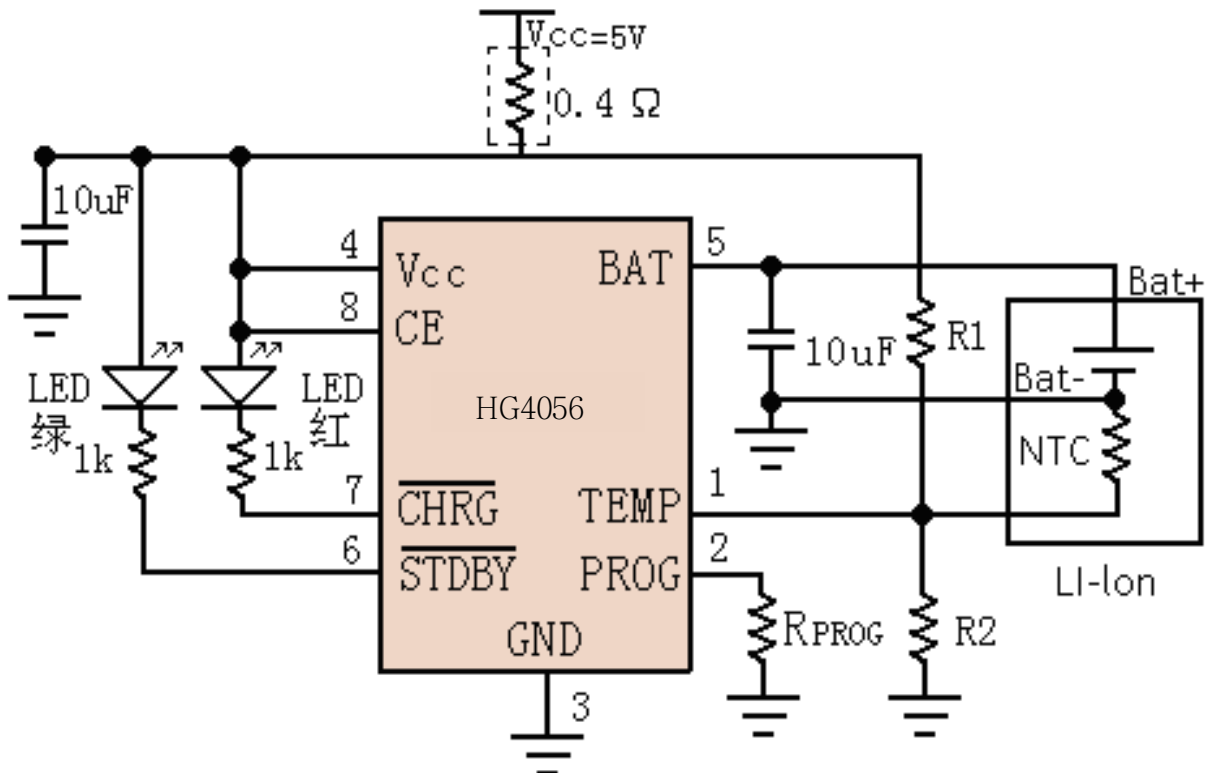 Vcc=5V
0.4 Ω
10uF
4
Vcc
BAT
5
Bat+
8
CE
10uF
R1
LED
绿
1k
LED
红
1k
HG4056
Bat-
NTC
7
CHRG
TEMP
1
6
STDBY
PROG
2
LI-lon
GND
RPROG
R2
3